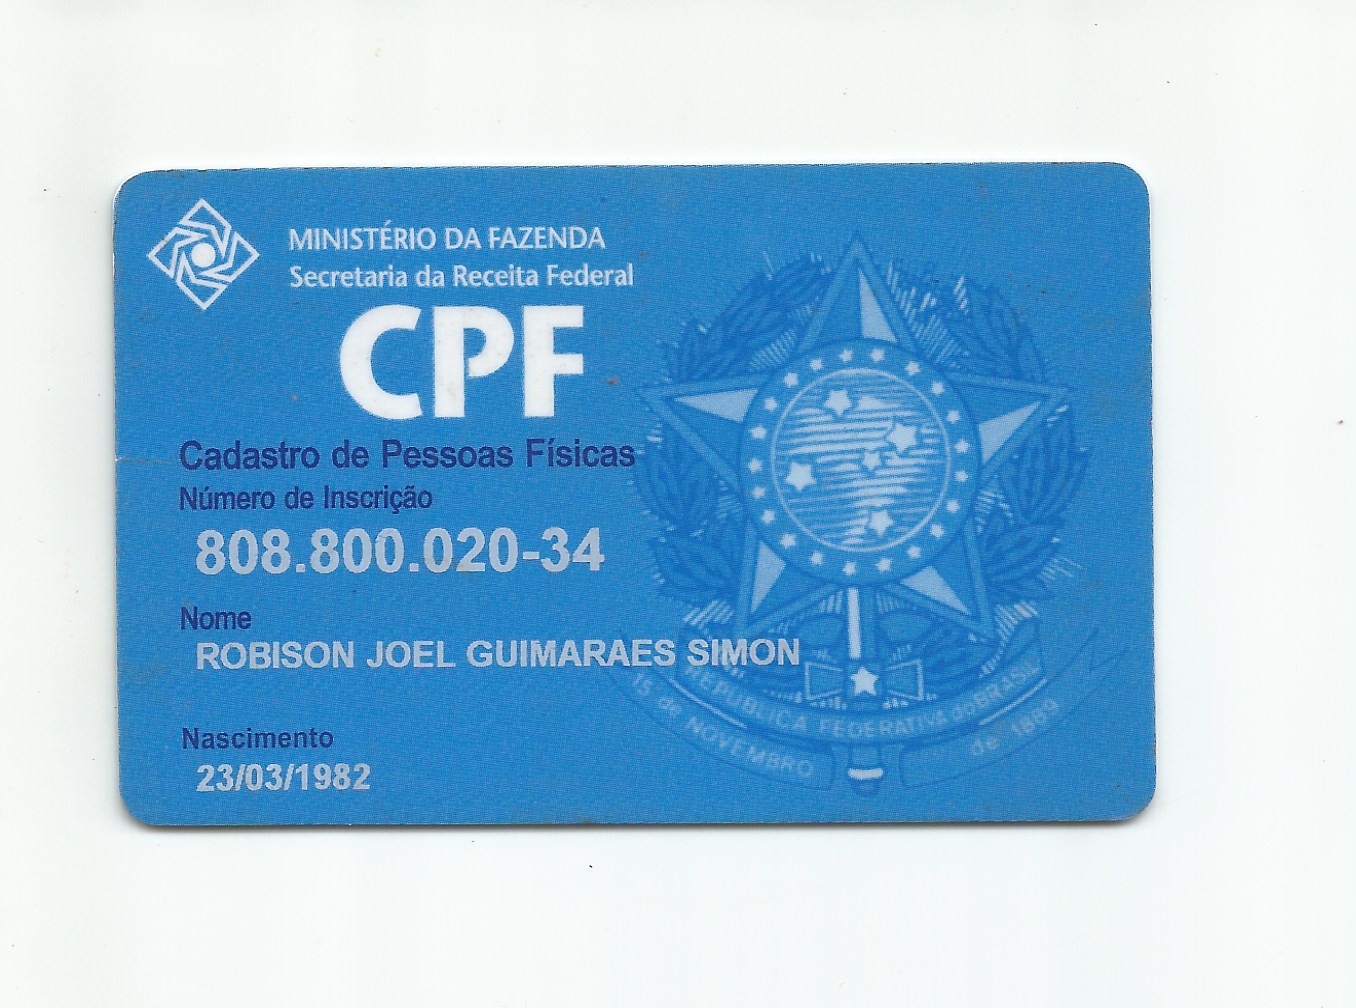 MINISTÉRIO DA FAZENDA
Secretaria da Receita Federal
CPF
Cadastro de Pessoas Físicas
Número de Inscrição
808.800.020-34
Nome
ROBISON JOEL GUIMARAES SIMON
REPUBLICA FEDERATIVA do BRASIL
15 de NOVEMBRO de 1889
Nascimento
23/03/1982